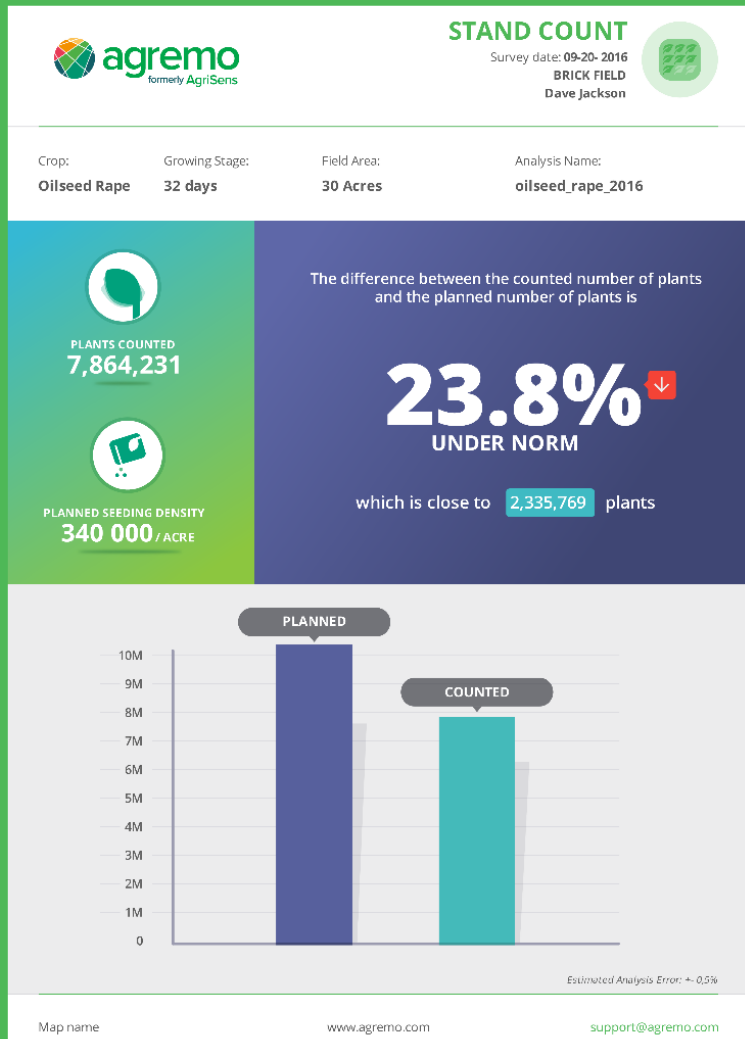 agremo
formerly AgriSens
STAND COUNT
Survey date: 09-20- 2016
BRICK FIELD
Dave Jackson
Crop:
Oilseed Rape
Growing Stage:
32 days
Field Area:
30 Acres
Analysis Name:
oilseed_rape_2016
PLANTS COUNTED
7,864,231
PLANNED SEEDING DENSITY
340 000 / ACRE
The difference between the counted number of plants
and the planned number of plants is
23.8%
UNDER NORM
which is close to 2,335,769 plants
PLANNED
COUNTED
10M
9M
8M
7M
6M
5M
4M
3M
2M
1M
0
Estimated Analysis Error: +- 0,5%
Map name
www.agremo.com
support@agremo.com